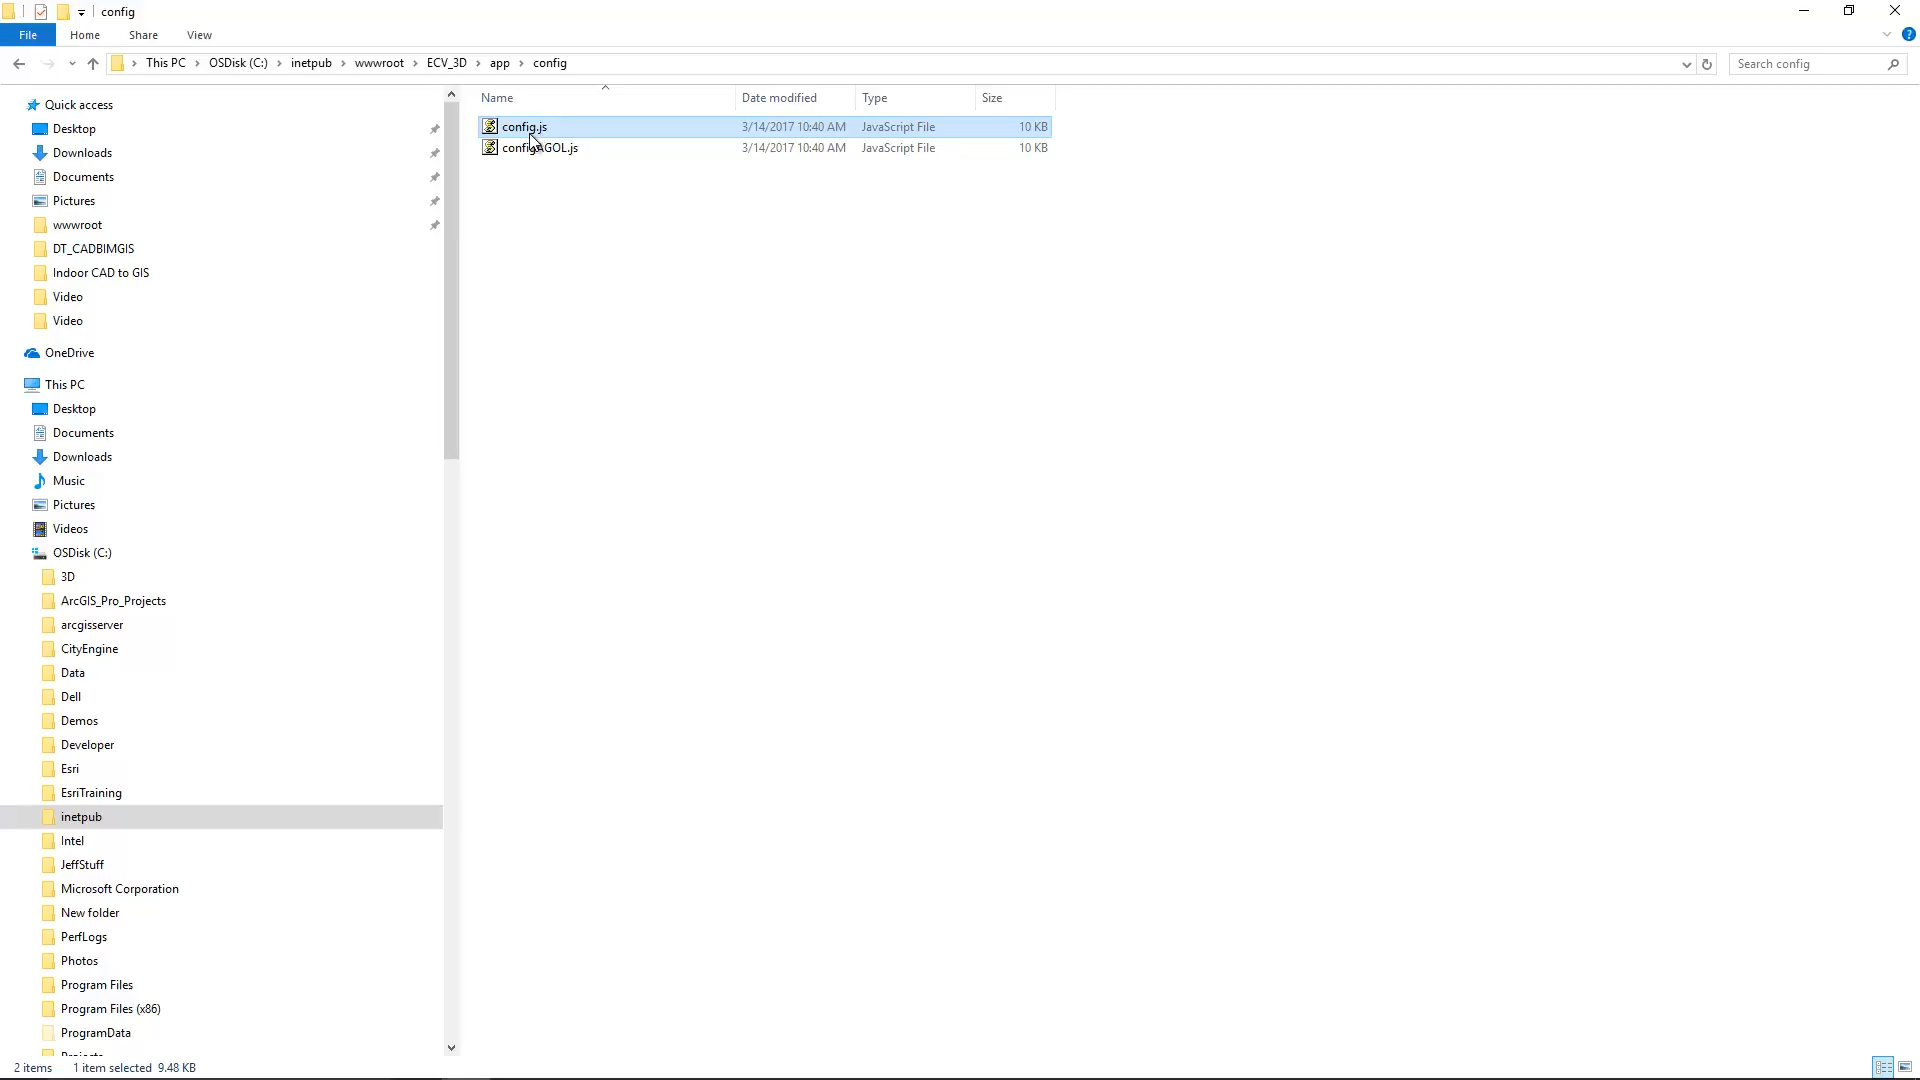 config
File Home Share View
This PC OSDisk (C:) inetpub wwwroot ECV_3D app config
Search config
Name Date modified Type Size
config.js 3/14/2017 10:40 AM JavaScript File 10 KB
configAGOL.js 3/14/2017 10:40 AM JavaScript File 10 KB
Quick access
Desktop
Downloads
Documents
Pictures
wwwroot
DT_CADBIMGIS
Indoor CAD to GIS
Video
Video
OneDrive
This PC
Desktop
Documents
Downloads
Music
Pictures
Videos
OSDisk (C:)
3D
ArcGIS_Pro_Projects
arcgisserver
CityEngine
Data
Dell
Demos
Developer
Esri
EsriTraining
inetpub
Intel
JeffStuff
Microsoft Corporation
New folder
PerfLogs
Photos
Program Files
Program Files (x86)
ProgramData
2 items 1 item selected 9.48 KB